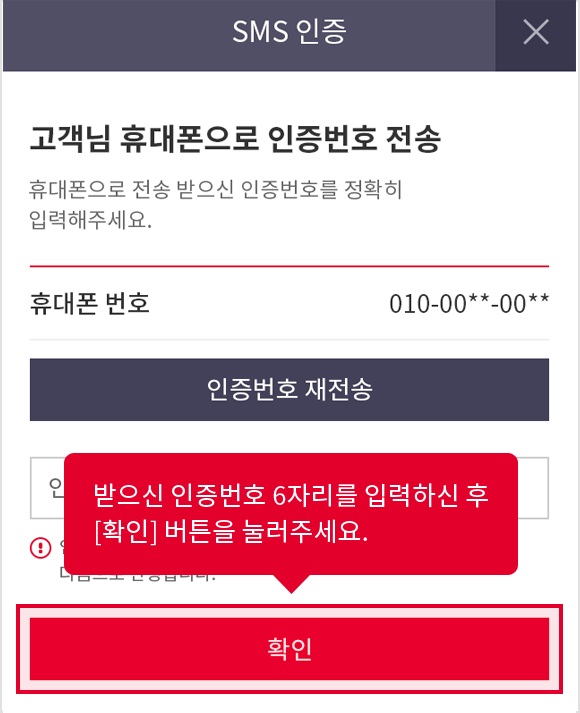 SMS 인증
고객님 휴대폰으로 인증번호 전송
휴대폰으로 전송 받으신 인증번호를 정확히
입력해주세요.
휴대폰 번호 010-00**-00**
인증번호 재전송
받으신 인증번호 6자리를 입력하신 후
[확인] 버튼을 눌러주세요.
확인